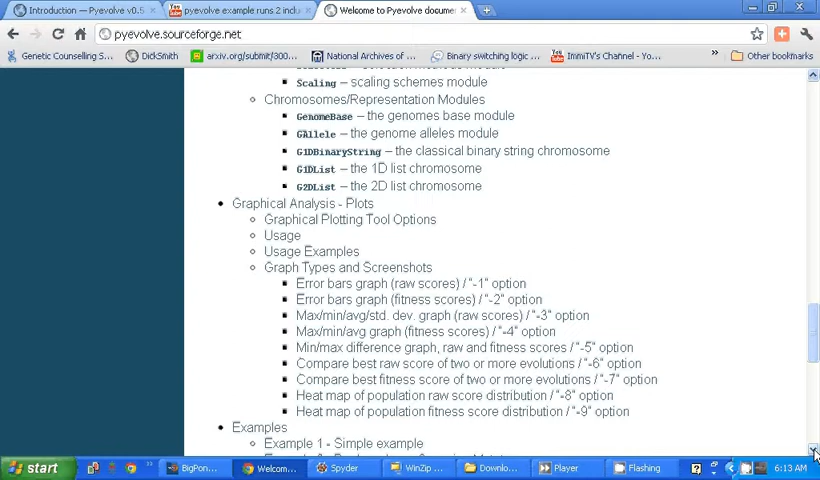 Introduction — Pyevolve v0.5
pyevolve example runs 2 indu
Welcome to Pyevolve docume
pyevolve.sourceforge.net
Genetic Counselling S...
DickSmith
arxiv.org/submit/300...
National Archives of ...
Binary switching logic ...
ImmiTV's Channel - Yo...
Other bookmarks
Scaling – scaling schemes module
Chromosomes/Representation Modules
GenomeBase – the genomes base module
GAllele – the genome alleles module
G1DBinaryString – the classical binary string chromosome
G1DList – the 1D list chromosome
G2DList – the 2D list chromosome
Graphical Analysis - Plots
Graphical Plotting Tool Options
Usage
Usage Examples
Graph Types and Screenshots
Error bars graph (raw scores) / "-1" option
Error bars graph (fitness scores) / "-2" option
Max/min/avg/std. dev. graph (raw scores) / "-3" option
Max/min/avg graph (fitness scores) / "-4" option
Min/max difference graph, raw and fitness scores / "-5" option
Compare best raw score of two or more evolutions / "-6" option
Compare best fitness score of two or more evolutions / "-7" option
Heat map of population raw score distribution / "-8" option
Heat map of population fitness score distribution / "-9" option
Examples
Example 1 - Simple example
start
BigPon...
Welcom...
Spyder
WinZip ...
Downlo...
Player
Flashing
6:13 AM